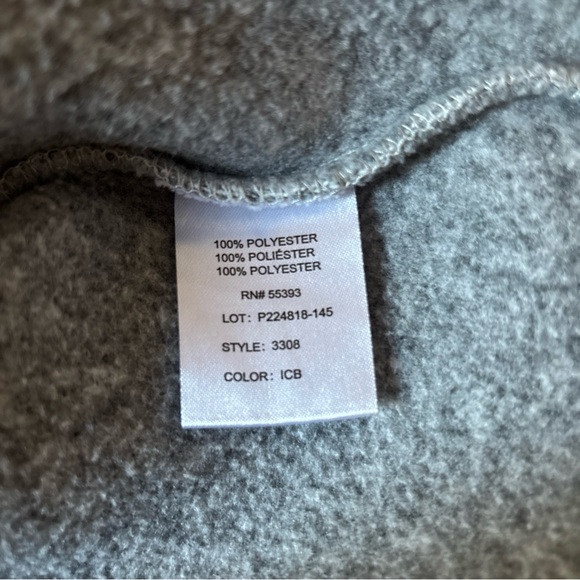 100% POLYESTER
100% POLIÉSTER
100% POLYESTER
RN# 55393
LOT: P224818-145
STYLE: 3308
COLOR: ICB